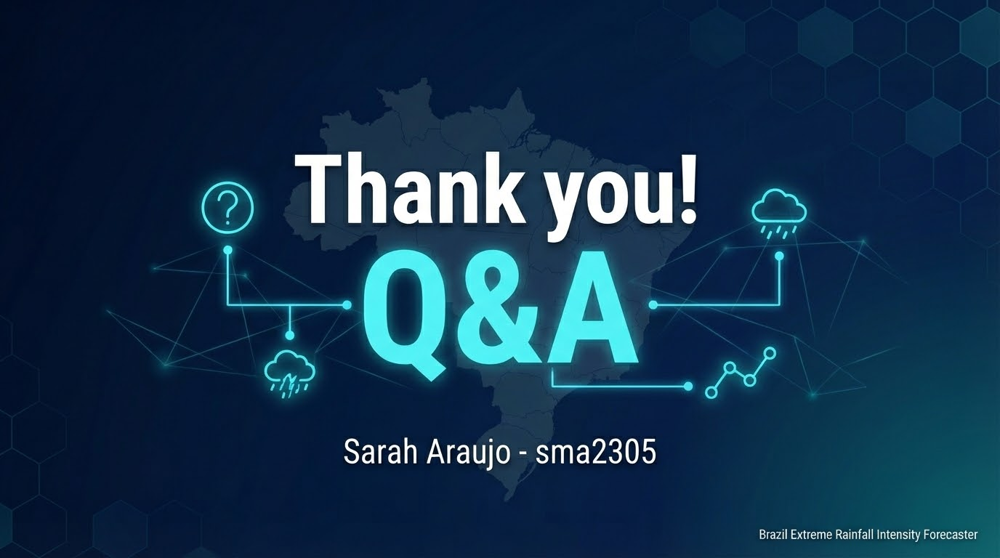 Thank you!
Q&A
Sarah Araujo - sma2305
Brazil Extreme Rainfall Intensity Forecaster